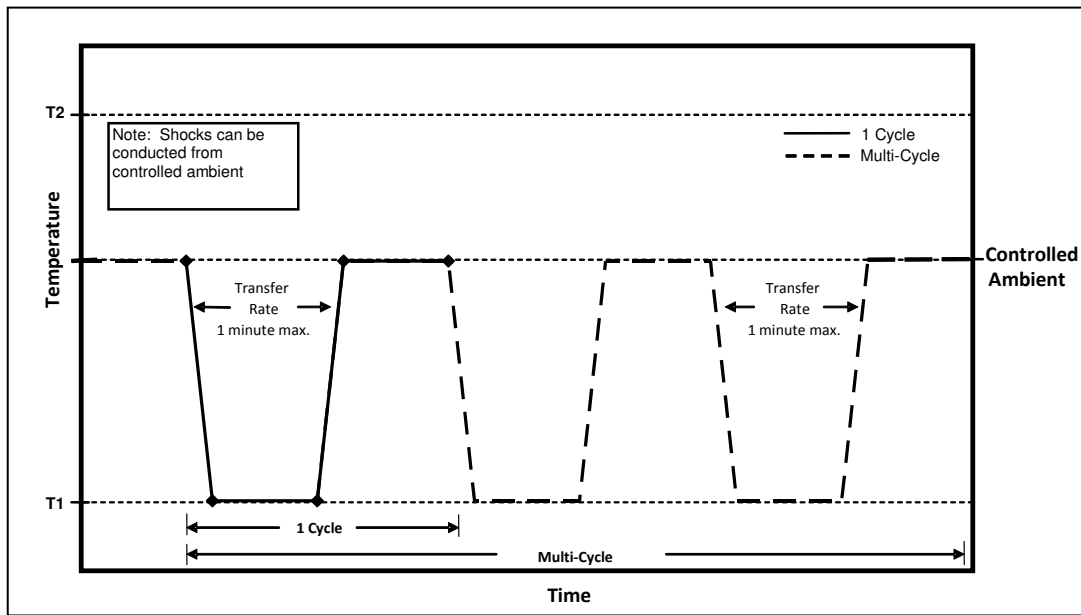 T2
Note: Shocks can be
conducted from
controlled ambient
1 Cycle
Multi-Cycle
Temperature
Controlled
Ambient
Transfer
Rate
1 minute max.
Transfer
Rate
1 minute max.
T1
1 Cycle
Multi-Cycle
Time